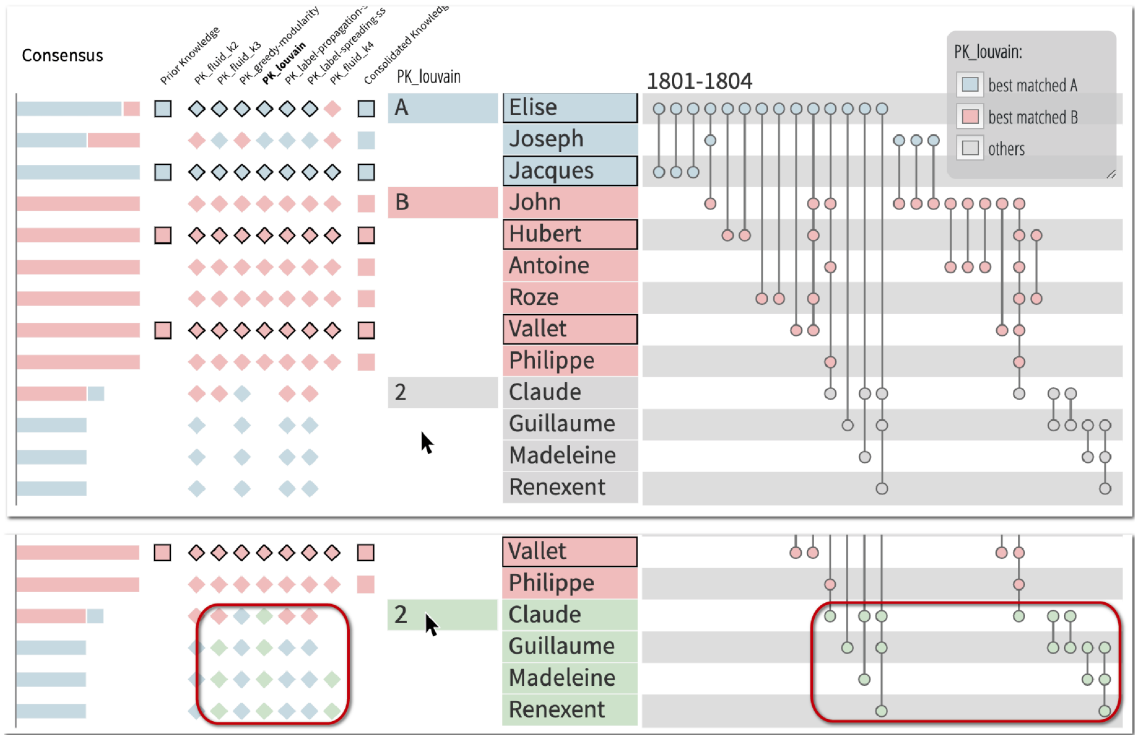 Consensus
Prior Knowledge
PK_fluid_k2
PK_fluid_k3
PK_greedy-modularity
PK_louvain
PK_label-propagation-
PK_label-spreading-ss
PK_fluid_k4
Consolidated Knowledge
PK_louvain
1801-1804
PK_louvain:
best matched A
best matched B
others
A
Elise
Joseph
Jacques
B
John
Hubert
Antoine
Roze
Vallet
Philippe
2
Claude
Guillaume
Madeleine
Renexent
Vallet
Philippe
2
Claude
Guillaume
Madeleine
Renexent